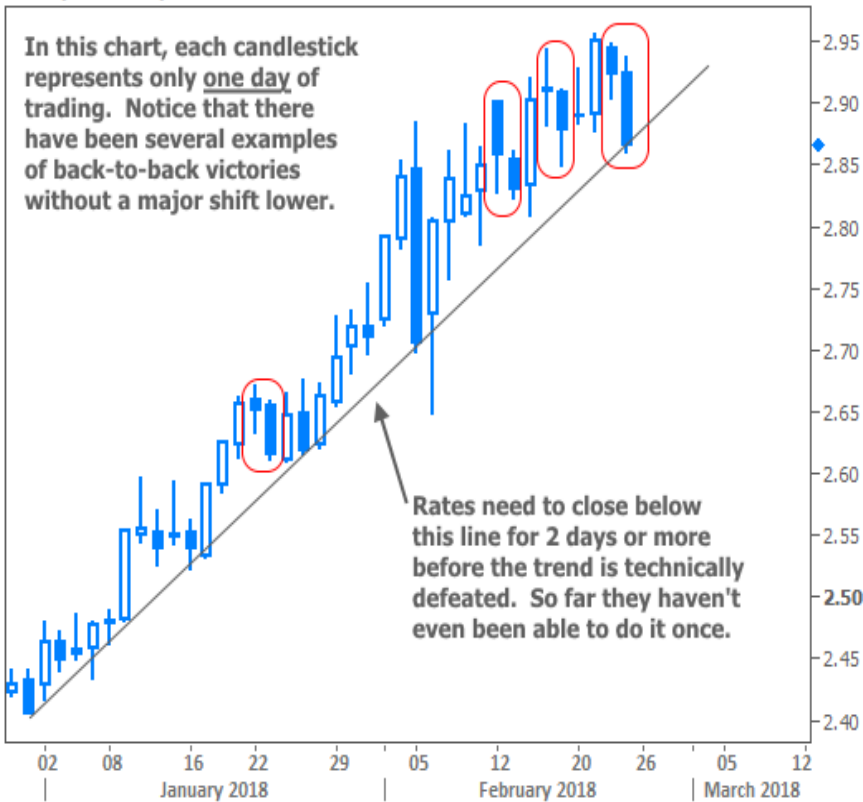 In this chart, each candlestick
represents only one day of
trading. Notice that there
have been several examples
of back-to-back victories
without a major shift lower.
2.95
2.90
2.85
2.80
2.75
2.70
2.65
2.60
2.55
2.50
2.45
2.40
Rates need to close below
this line for 2 days or more
before the trend is technically
defeated. So far they haven't
even been able to do it once.
02 08 16 22 29 05 12 20 26 05 12
January 2018 February 2018 March 2018